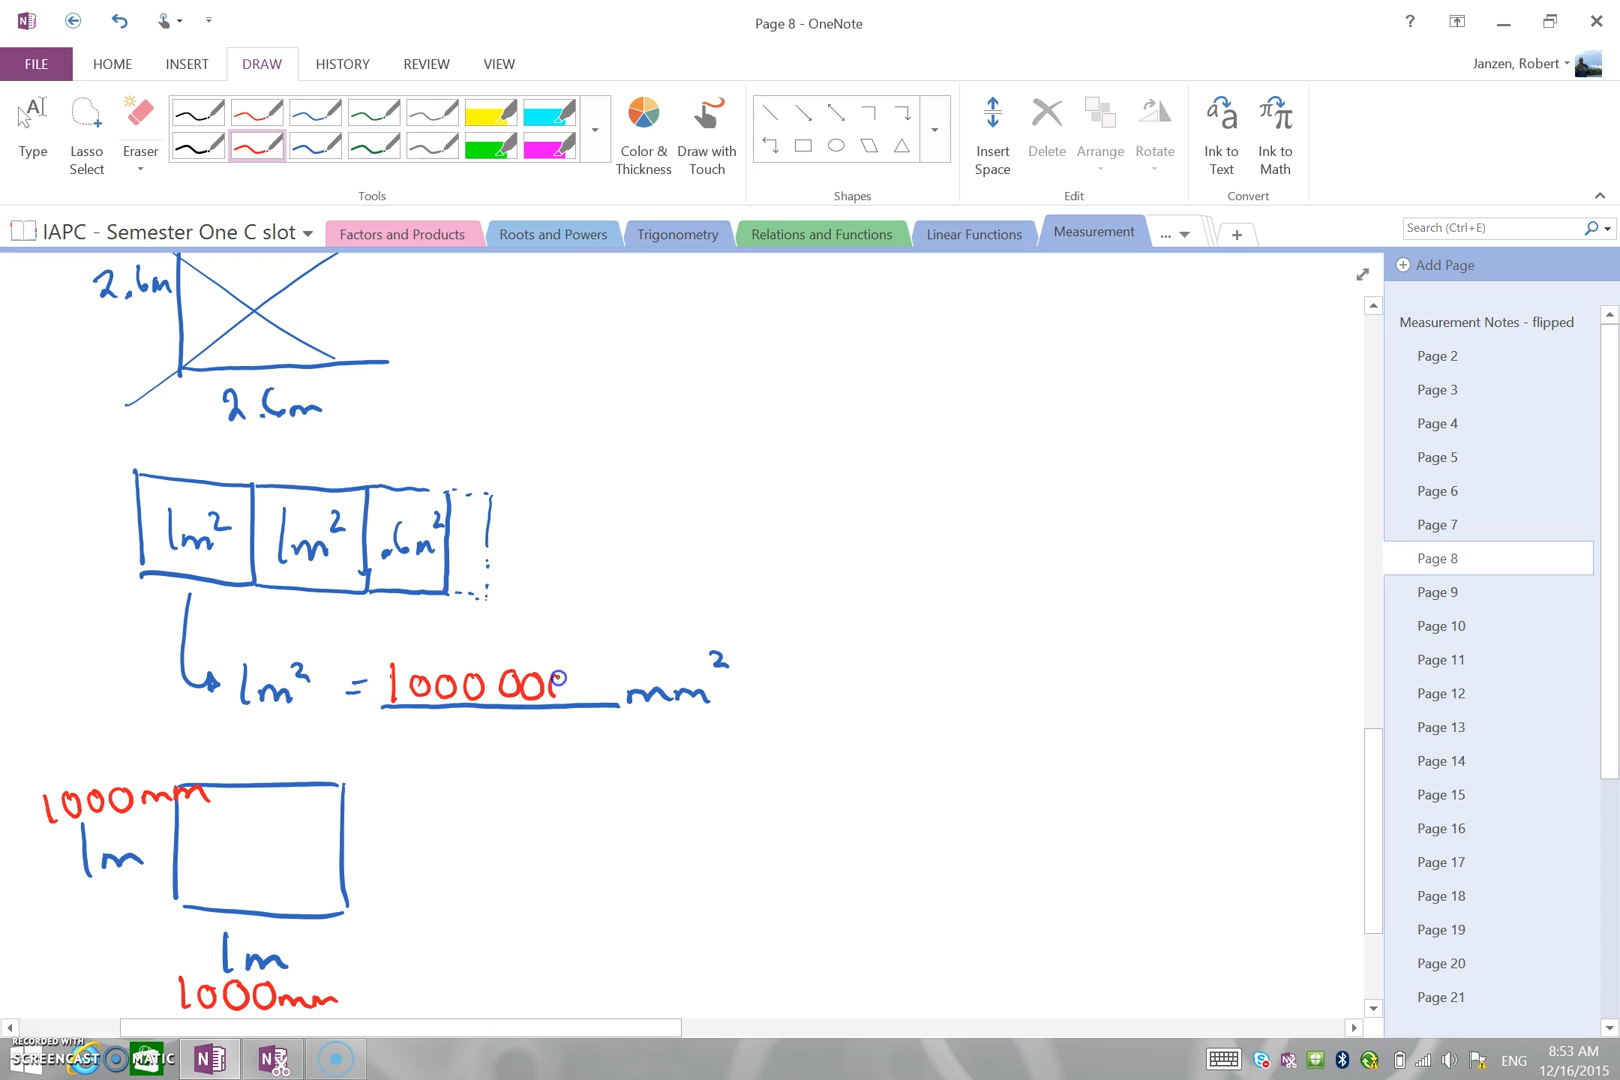 Page 8 - OneNote
FILE HOME INSERT DRAW HISTORY REVIEW VIEW
Janzen, Robert
Type
Lasso Select
Eraser
Color & Thickness
Draw with Touch
Insert Space
Delete
Arrange
Rotate
Ink to Text
Ink to Math
Tools
Shapes
Edit
Convert
IAPC - Semester One C slot
Factors and Products
Roots and Powers
Trigonometry
Relations and Functions
Linear Functions
Measurement
...
Search (Ctrl+E)
Add Page
Measurement Notes - flipped
Page 2
Page 3
Page 4
Page 5
Page 6
Page 7
Page 8
Page 9
Page 10
Page 11
Page 12
Page 13
Page 14
Page 15
Page 16
Page 17
Page 18
Page 19
Page 20
Page 21
2.6m
2.6m
1m² 1m² .6m²
1m² = 1000 000 mm²
1000mm
1m
1m
1000mm
RECORDED WITH
SCREENCAST MATIC
ENG
8:53 AM
12/16/2015